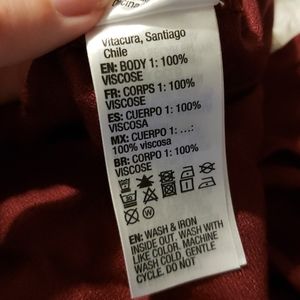 Vitacura, Santiago
Chile
EN: BODY 1: 100%
VISCOSE
FR: CORPS 1: 100%
VISCOSE
ES: CUERPO 1: 100%
VISCOSA
MX: CUERPO 1: ...:
100% viscosa
BR: CORPO 1: 100%
VISCOSE
W
EN: WASH & IRON
INSIDE OUT. WASH WITH
LIKE COLOR. MACHINE
WASH COLD, GENTLE
CYCLE. DO NOT